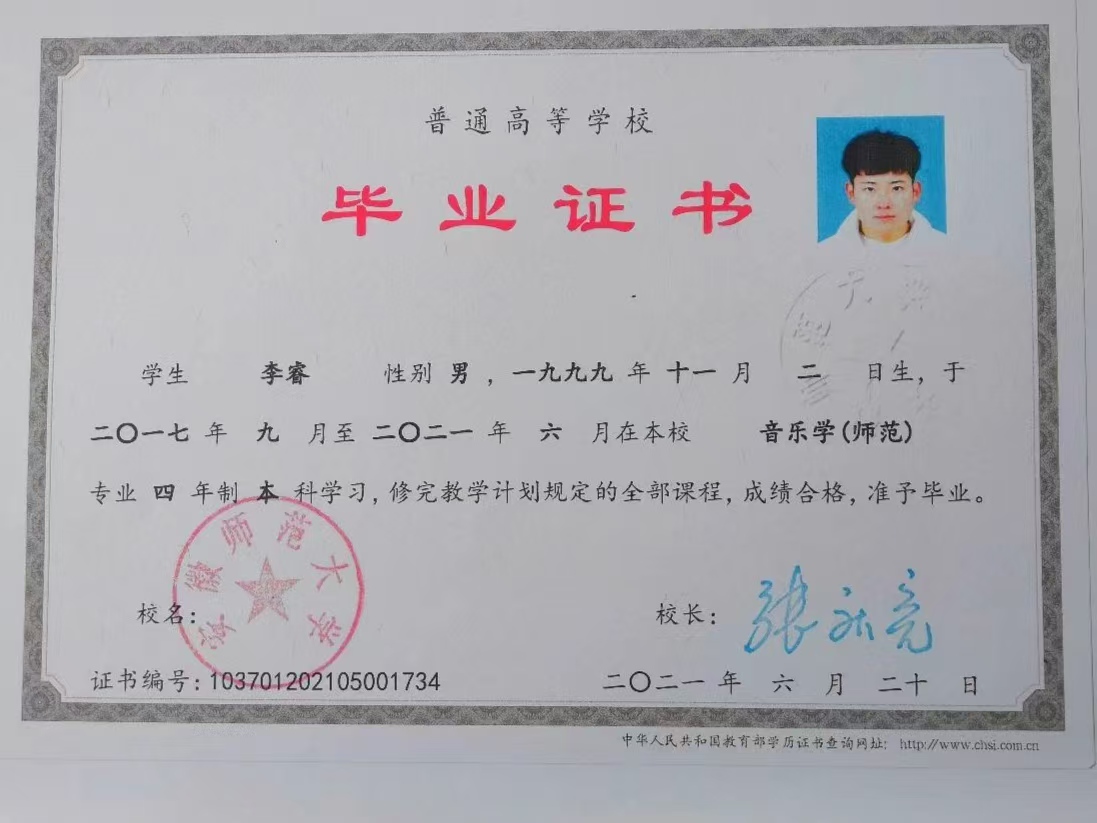 普通高等学校
毕业证书
学生 李睿 性别 男 ，一九九九 年 十一 月 二 日生，于
二〇一七 年 九 月至 二〇二一 年 六 月在本校 音乐学(师范)
专业 四 年制 本 科学习，修完教学计划规定的全部课程，成绩合格，准予毕业。
安徽师范大学
校名： 校长：
证书编号：103701202105001734 二〇二一 年 六 月 二十 日
中华人民共和国教育部学历证书查询网址： http://www.chsi.com.cn